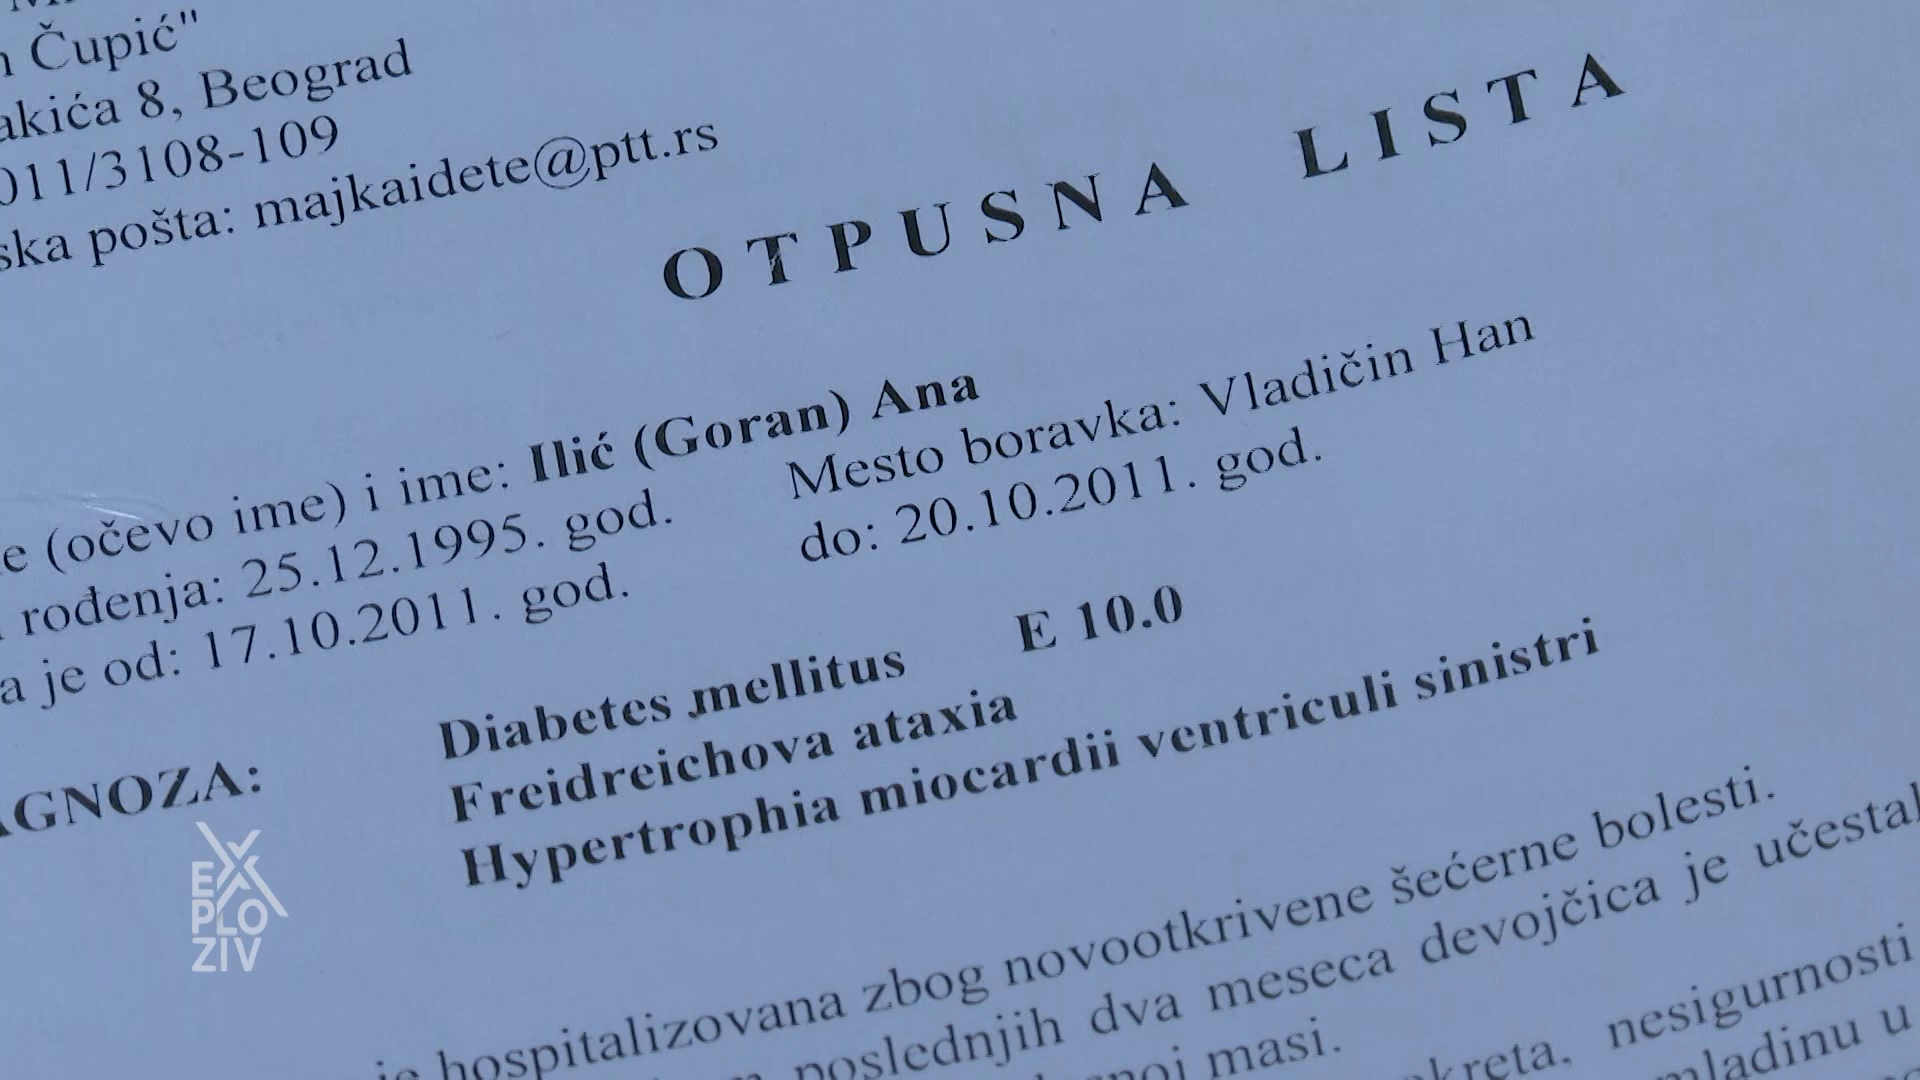 Čupić"
akića 8, Beograd
011/3108-109
ska pošta: majkaidete@ptt.rs
OTPUSNA LISTA
e (očevo ime) i ime: Ilić (Goran) Ana
rođenja: 25.12.1995. god. Mesto boravka: Vladičin Han
a je od: 17.10.2011. god. do: 20.10.2011. god.
AGNOZA: Diabetes mellitus E 10.0
Freidreichova ataxia
Hypertrophia miocardii ventriculi sinistri
je hospitalizovana zbog novootkrivene šećerne bolesti.
poslednjih dva meseca devojčica je učestal
masi.
kreta, nesigurnosti
mladinu u
EX
PLO
ZIV